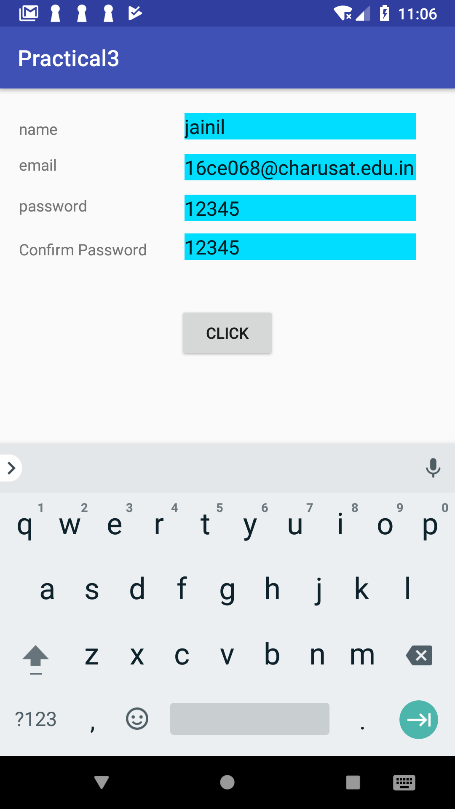 11:06
Practical3
name jainil
email 16ce068@charusat.edu.in
password 12345
Confirm Password 12345
CLICK
1 2 3 4 5 6 7 8 9 0
q w e r t y u i o p
a s d f g h j k l
z x c v b n m
?123 , .